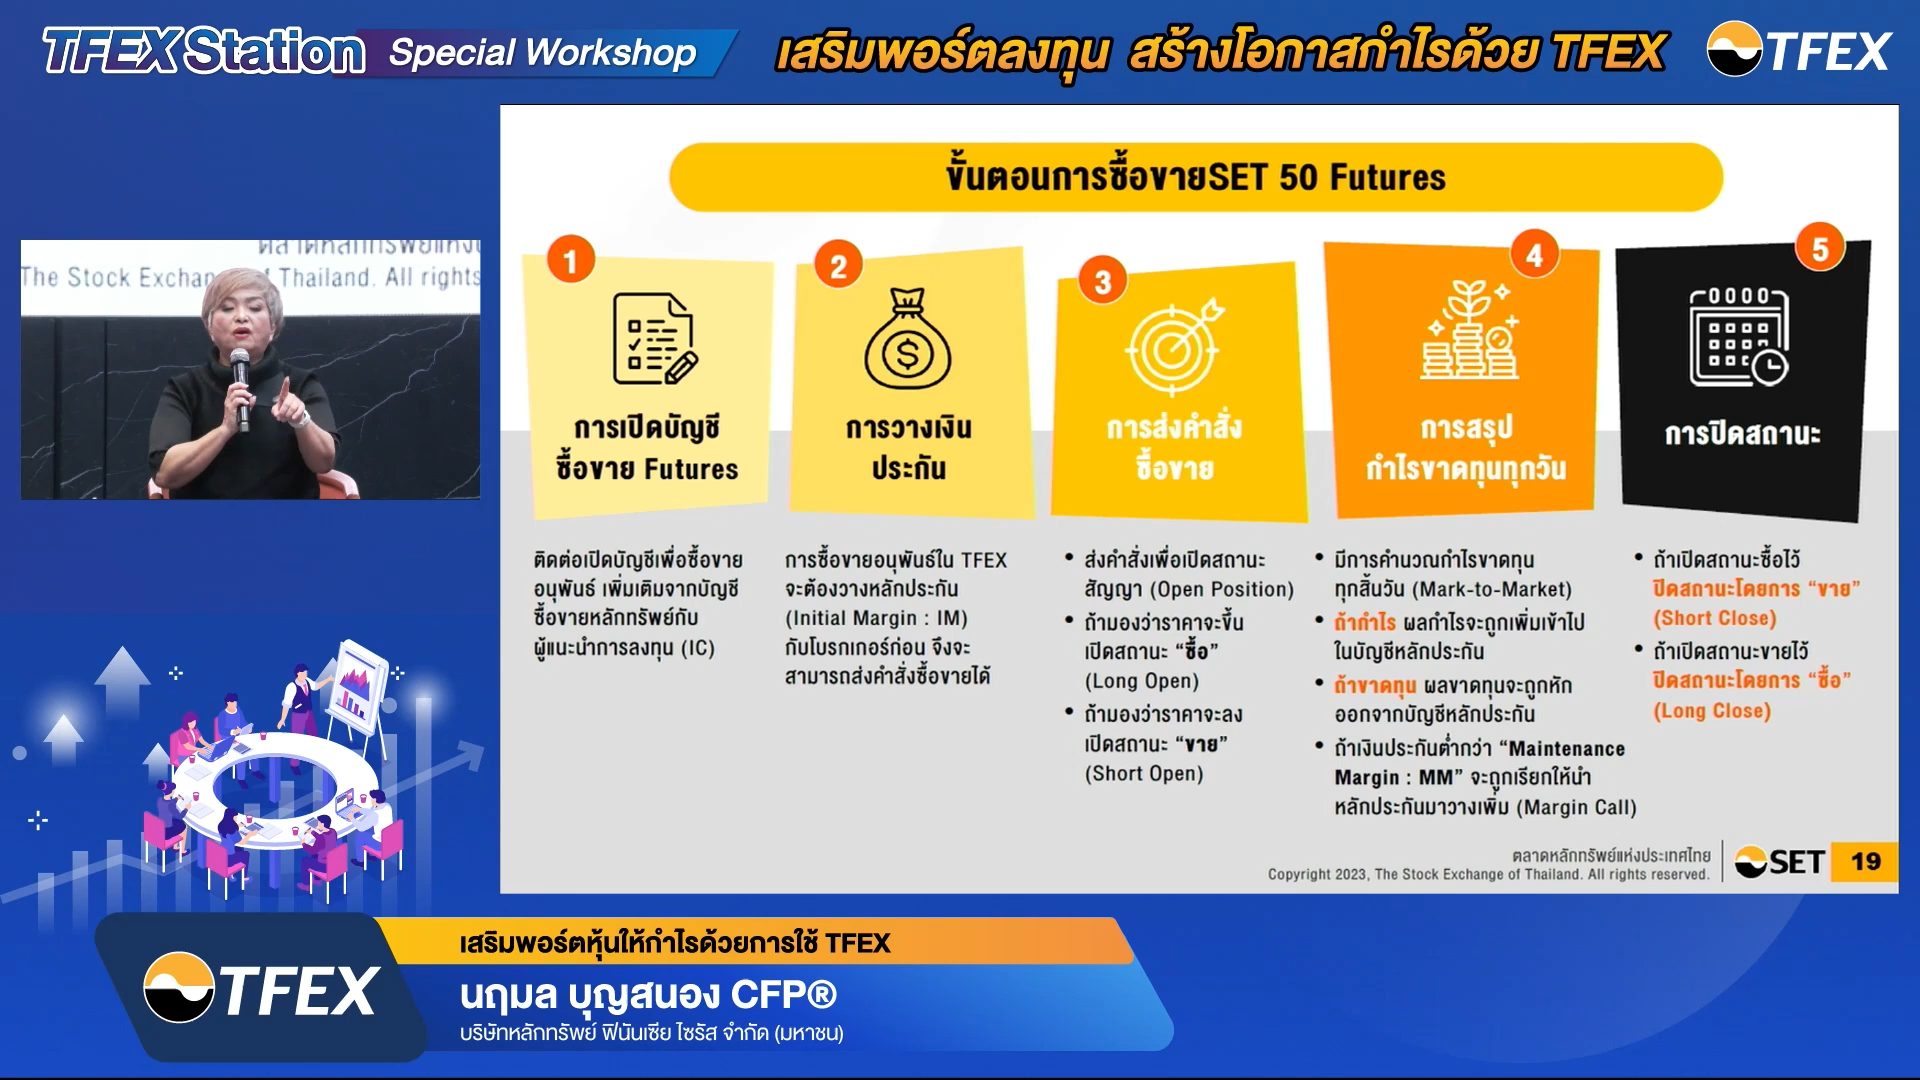 TFEX Station Special Workshop
เสริมพอร์ตลงทุน สร้างโอกาสกำไรด้วย TFEX
TFEX
ขั้นตอนการซื้อขายSET 50 Futures
The Stock Exchange of Thailand. All rights
1
การเปิดบัญชี
ซื้อขาย Futures
ติดต่อเปิดบัญชีเพื่อซื้อขาย
อนุพันธ์ เพิ่มเติมจากบัญชี
ซื้อขายหลักทรัพย์กับ
ผู้แนะนำการลงทุน (IC)
2
การวางเงิน
ประกัน
การซื้อขายอนุพันธ์ใน TFEX
จะต้องวางหลักประกัน
(Initial Margin : IM)
กับโบรกเกอร์ก่อน จึงจะ
สามารถส่งคำสั่งซื้อขายได้
3
การส่งคำสั่ง
ซื้อขาย
• ส่งคำสั่งเพื่อเปิดสถานะ
สัญญา (Open Position)
• ถ้ามองว่าราคาจะขึ้น
เปิดสถานะ “ซื้อ”
(Long Open)
• ถ้ามองว่าราคาจะลง
เปิดสถานะ “ขาย”
(Short Open)
4
การสรุป
กำไรขาดทุนทุกวัน
• มีการคำนวณกำไรขาดทุน
ทุกสิ้นวัน (Mark-to-Market)
• ถ้ากำไร ผลกำไรจะถูกเพิ่มเข้าไป
ในบัญชีหลักประกัน
• ถ้าขาดทุน ผลขาดทุนจะถูกหัก
ออกจากบัญชีหลักประกัน
• ถ้าเงินประกันต่ำกว่า “Maintenance
Margin : MM” จะถูกเรียกให้นำ
หลักประกันมาวางเพิ่ม (Margin Call)
5
การปิดสถานะ
• ถ้าเปิดสถานะซื้อไว้
ปิดสถานะโดยการ “ขาย”
(Short Close)
• ถ้าเปิดสถานะขายไว้
ปิดสถานะโดยการ “ซื้อ”
(Long Close)
ตลาดหลักทรัพย์แห่งประเทศไทย
Copyright 2023, The Stock Exchange of Thailand. All rights reserved.
SET
19
TFEX
เสริมพอร์ตหุ้นให้กำไรด้วยการใช้ TFEX
นฤมล บุญสนอง CFP®
บริษัทหลักทรัพย์ ฟินันเซีย ไซรัส จำกัด (มหาชน)